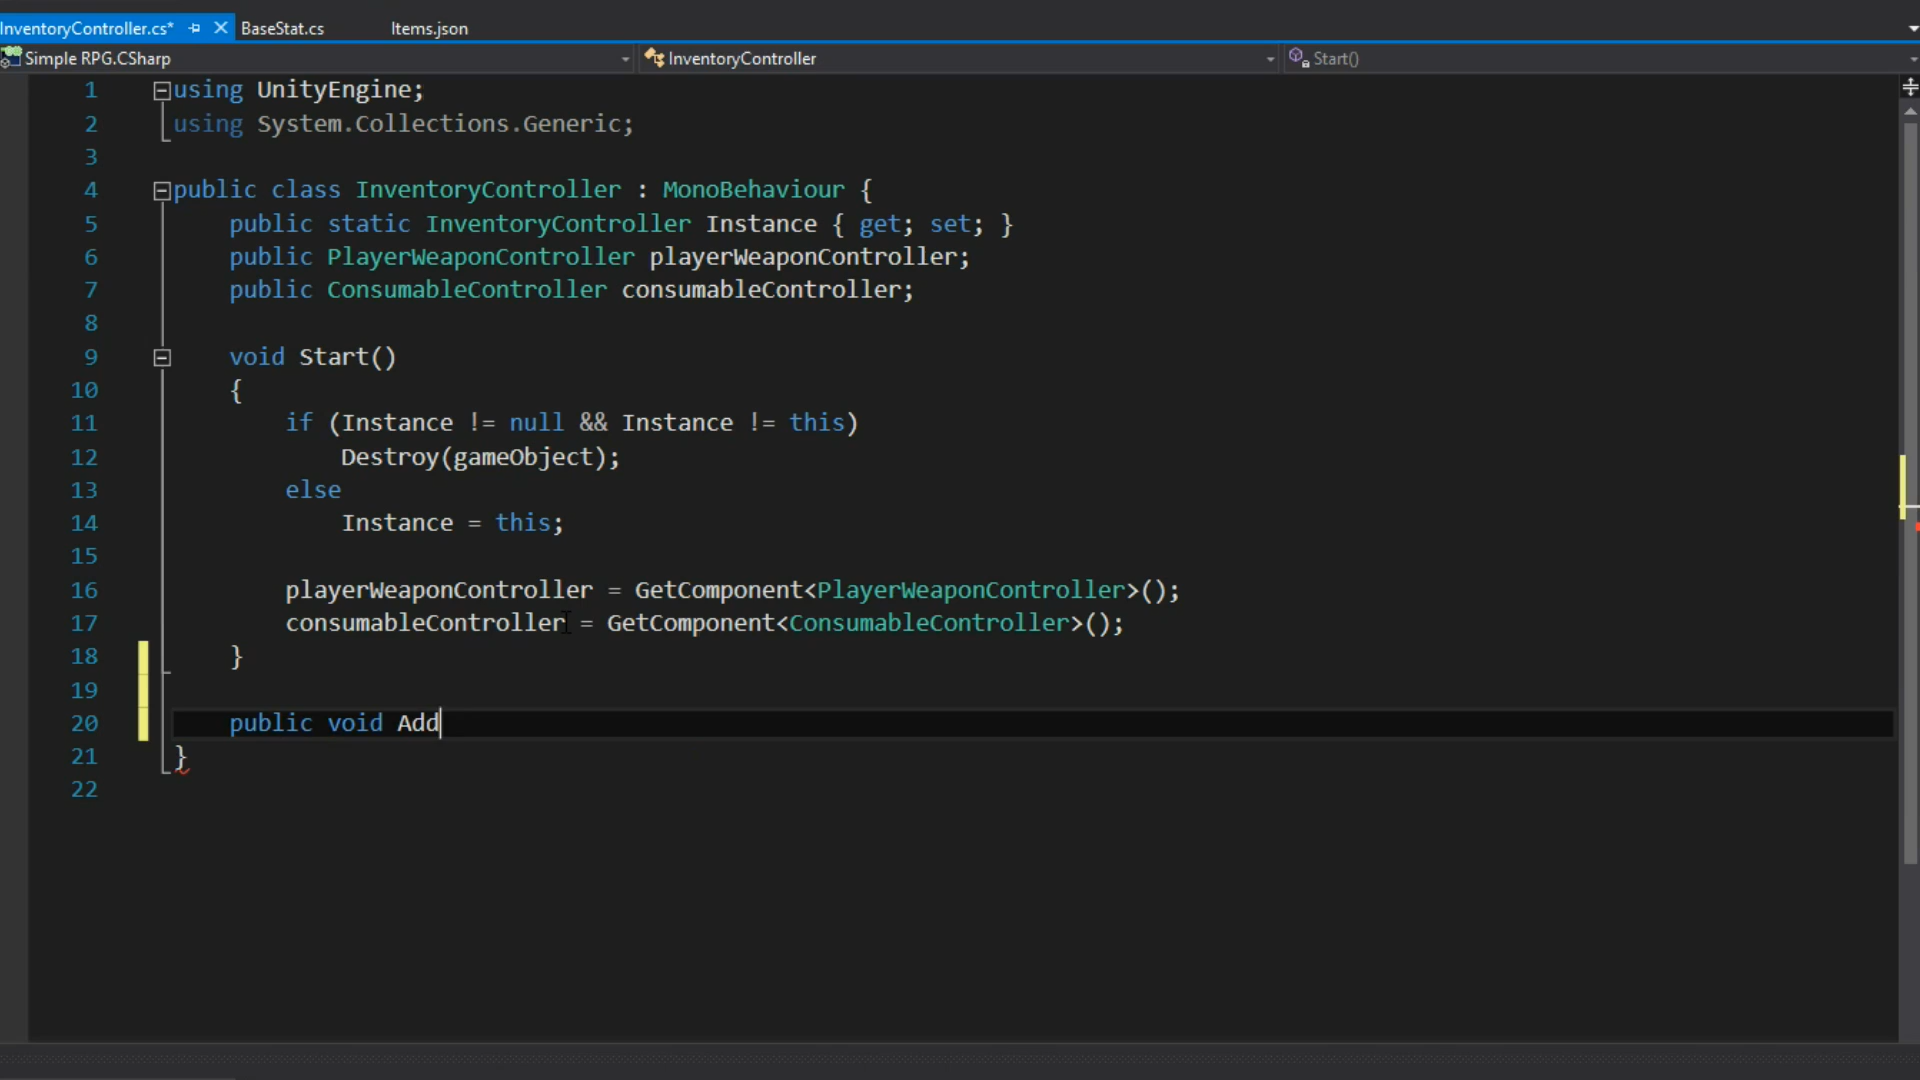 InventoryController.cs* BaseStat.cs Items.json
Simple RPG.CSharp InventoryController Start()
1 using UnityEngine;
2 using System.Collections.Generic;
3
4 public class InventoryController : MonoBehaviour {
5 public static InventoryController Instance { get; set; }
6 public PlayerWeaponController playerWeaponController;
7 public ConsumableController consumableController;
8
9 void Start()
10 {
11 if (Instance != null && Instance != this)
12 Destroy(gameObject);
13 else
14 Instance = this;
15
16 playerWeaponController = GetComponent<PlayerWeaponController>();
17 consumableController = GetComponent<ConsumableController>();
18 }
19
20 public void Add
21 }
22